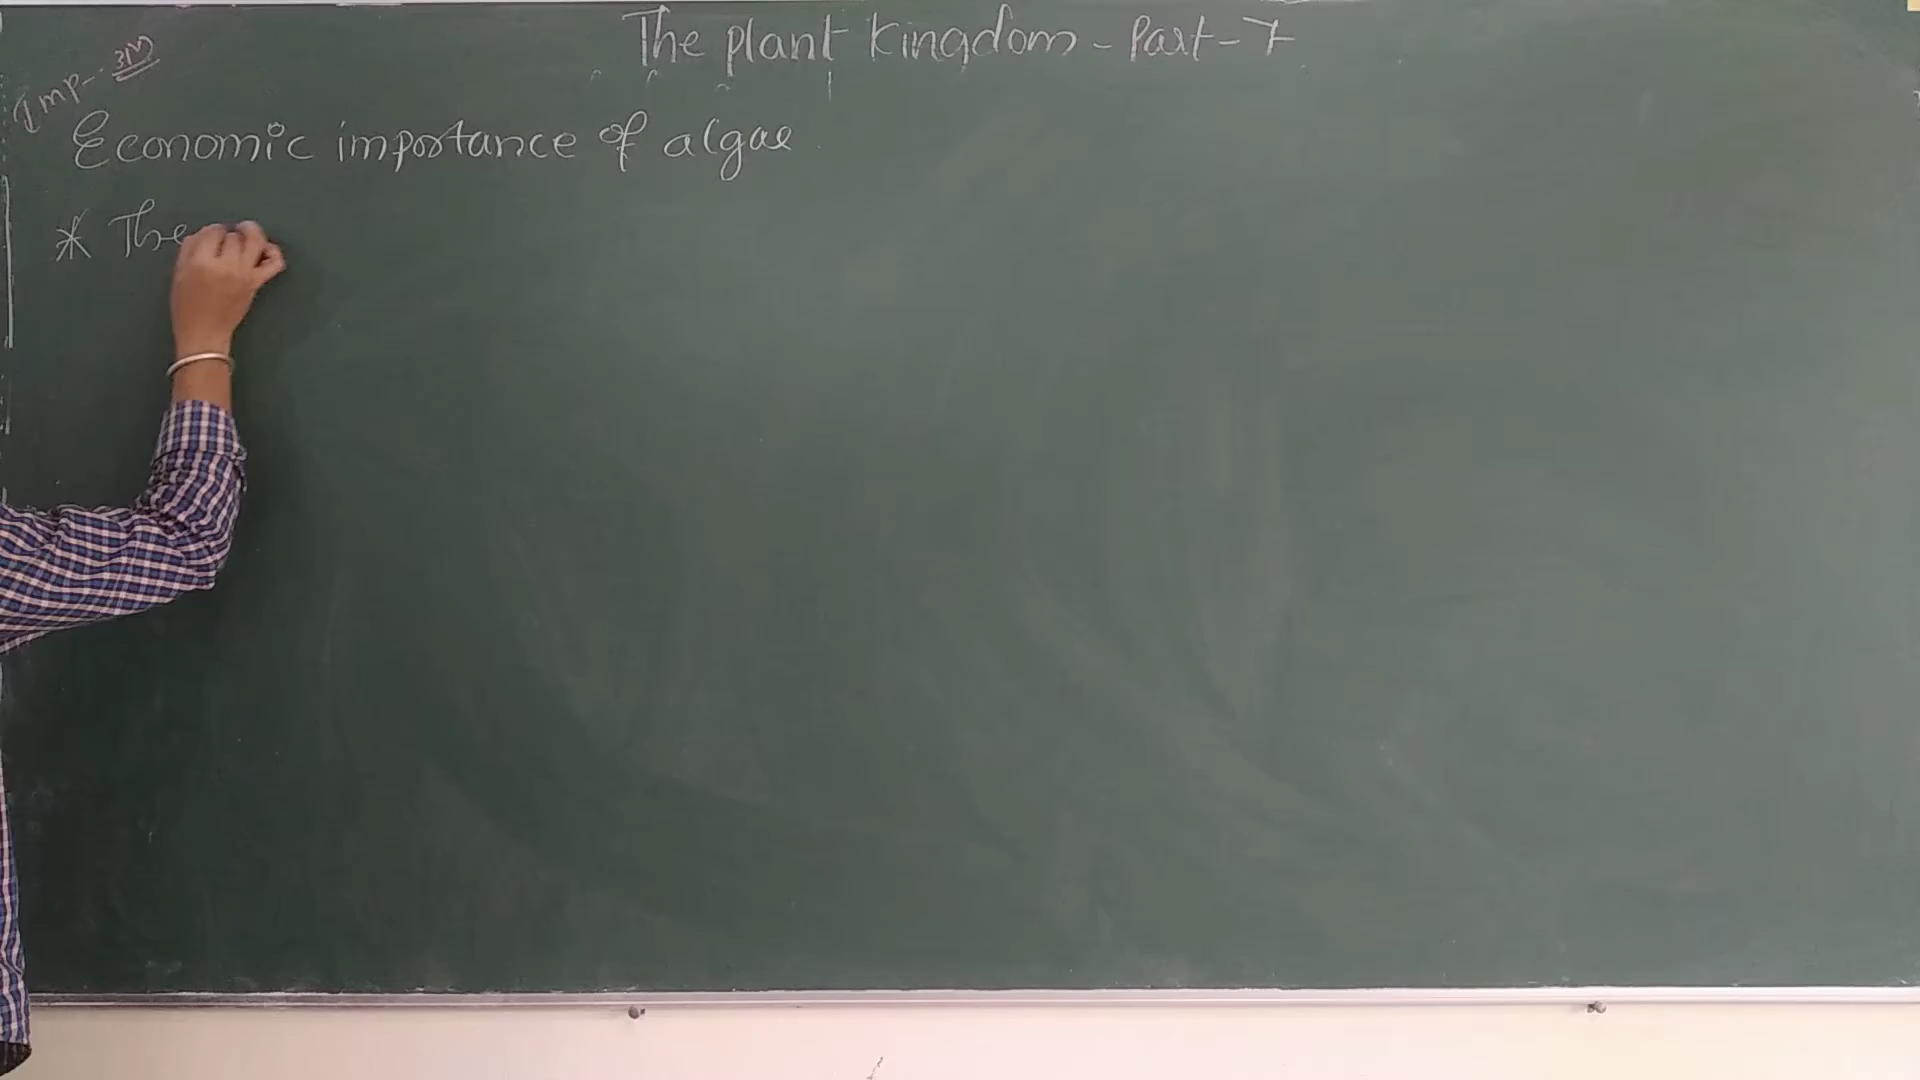 The plant kingdom - Part - 7
Imp - 3M
Economic importance of algae
* The